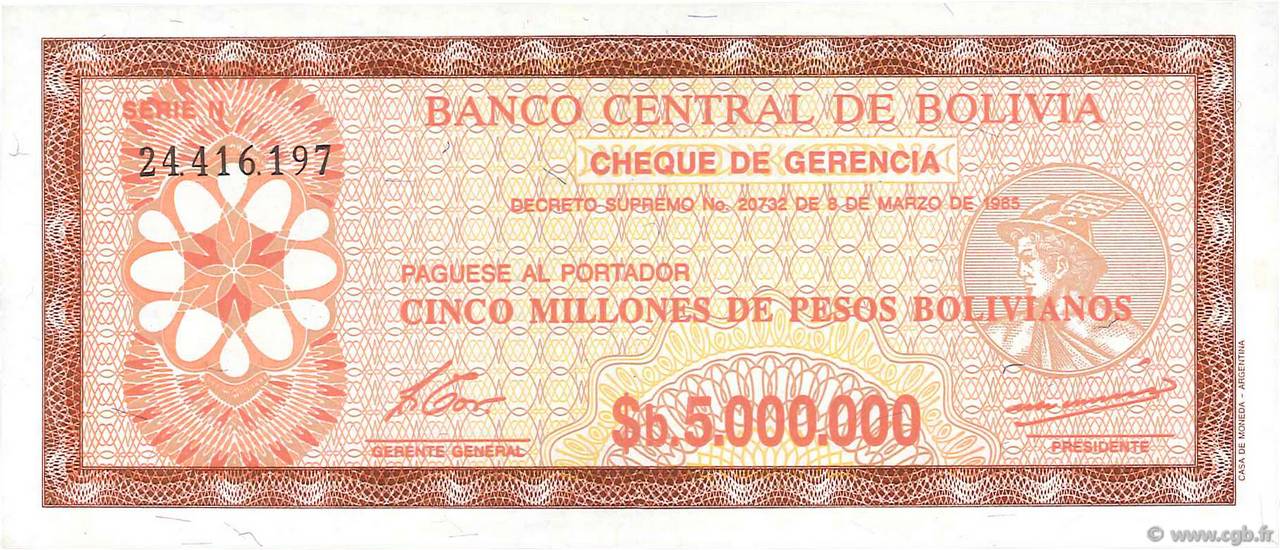 SERIE N
24.416.197
BANCO CENTRAL DE BOLIVIA
CHEQUE DE GERENCIA
DECRETO SUPREMO No. 20732 DE 8 DE MARZO DE 1985
PAGUESE AL PORTADOR
CINCO MILLONES DE PESOS BOLIVIANOS
$b.5.000.000
GERENTE GENERAL
PRESIDENTE
CASA DE MONEDA - ARGENTINA
© www.cgb.fr